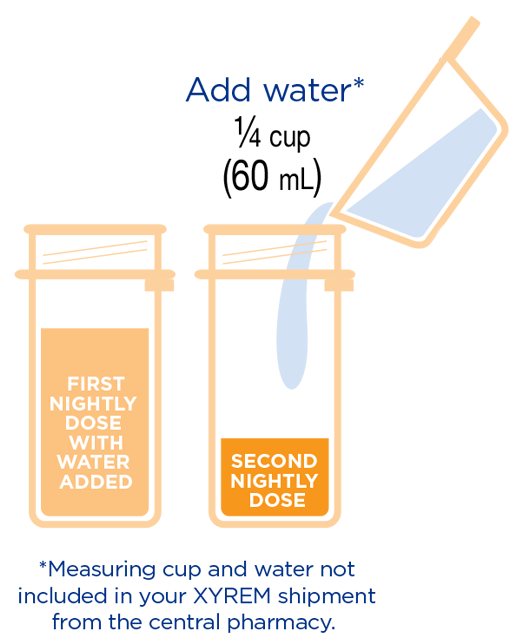 Add water*
¼ cup
(60 mL)
FIRST
NIGHTLY
DOSE
WITH
WATER
ADDED
SECOND
NIGHTLY
DOSE
*Measuring cup and water not
included in your XYREM shipment
from the central pharmacy.